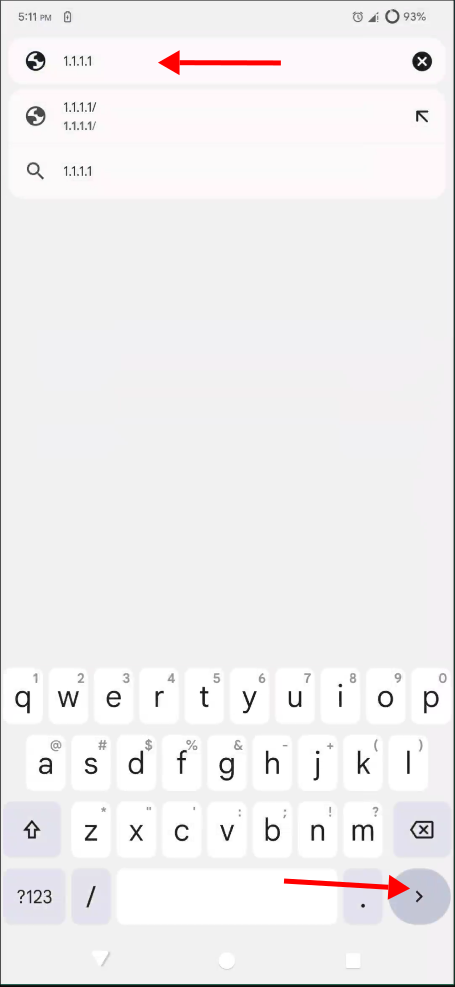 5:11 PM 93%
1.1.1.1
1.1.1.1/
1.1.1.1/
1.1.1.1
1 2 3 4 5 6 7 8 9 0
q w e r t y u i o p
@ # $ % & - + ( )
a s d f g h j k l
* " ' : ; ! ?
z x c v b n m
?123 / .